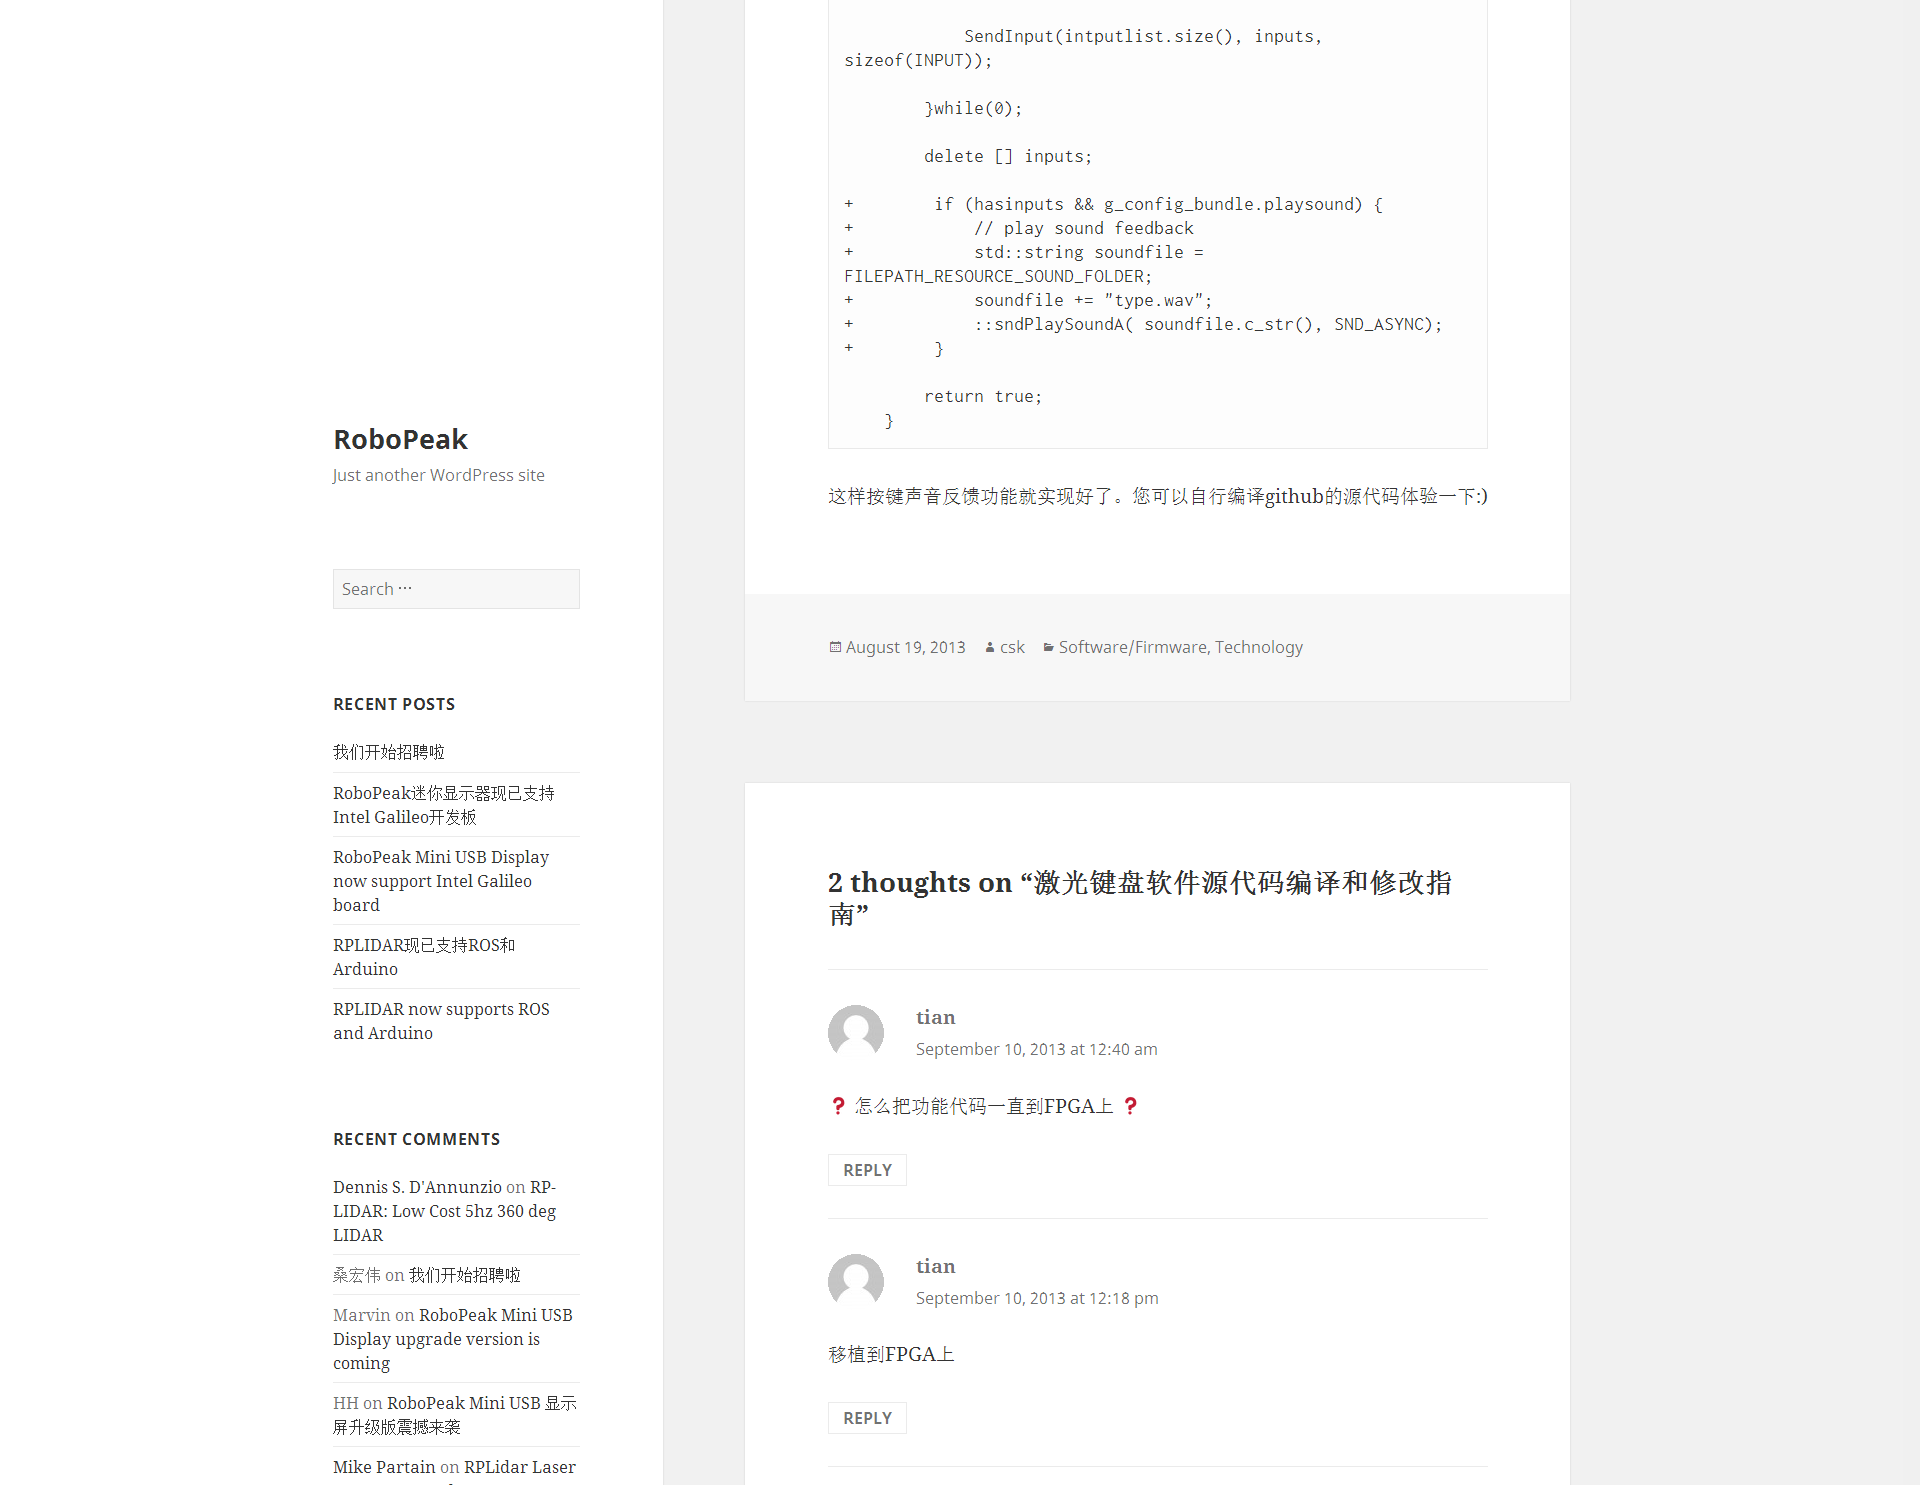 RoboPeak
Just another WordPress site
Search …
RECENT POSTS
我们开始招聘啦
RoboPeak迷你显示器现已支持
Intel Galileo开发板
RoboPeak Mini USB Display
now support Intel Galileo
board
RPLIDAR现已支持ROS和
Arduino
RPLIDAR now supports ROS
and Arduino
RECENT COMMENTS
Dennis S. D'Annunzio on RP-
LIDAR: Low Cost 5hz 360 deg
LIDAR
桑宏伟 on 我们开始招聘啦
Marvin on RoboPeak Mini USB
Display upgrade version is
coming
HH on RoboPeak Mini USB 显示
屏升级版震撼来袭
Mike Partain on RPLidar Laser
            SendInput(intputlist.size(), inputs,
sizeof(INPUT));
        }while(0);
        delete [] inputs;
+        if (hasinputs && g_config_bundle.playsound) {
+            // play sound feedback
+            std::string soundfile =
FILEPATH_RESOURCE_SOUND_FOLDER;
+            soundfile += "type.wav";
+            ::sndPlaySoundA( soundfile.c_str(), SND_ASYNC);
+        }
        return true;
    }
这样按键声音反馈功能就实现好了。您可以自行编译github的源代码体验一下:)
August 19, 2013 csk Software/Firmware, Technology
2 thoughts on “激光键盘软件源代码编译和修改指
南”
tian
September 10, 2013 at 12:40 am
❓ 怎么把功能代码一直到FPGA上 ❓
REPLY
tian
September 10, 2013 at 12:18 pm
移植到FPGA上
REPLY